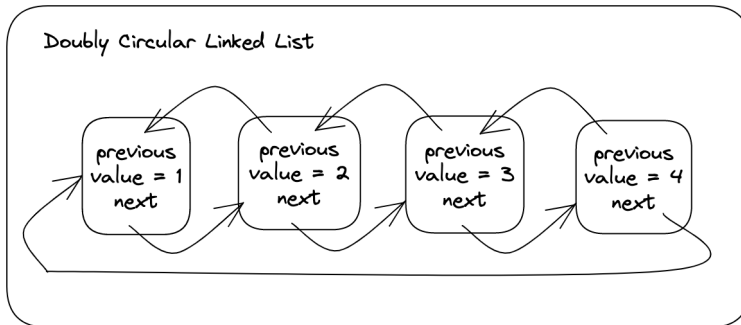 Doubly Circular Linked List
previous
value = 1
next
previous
value = 2
next
previous
value = 3
next
previous
value = 4
next